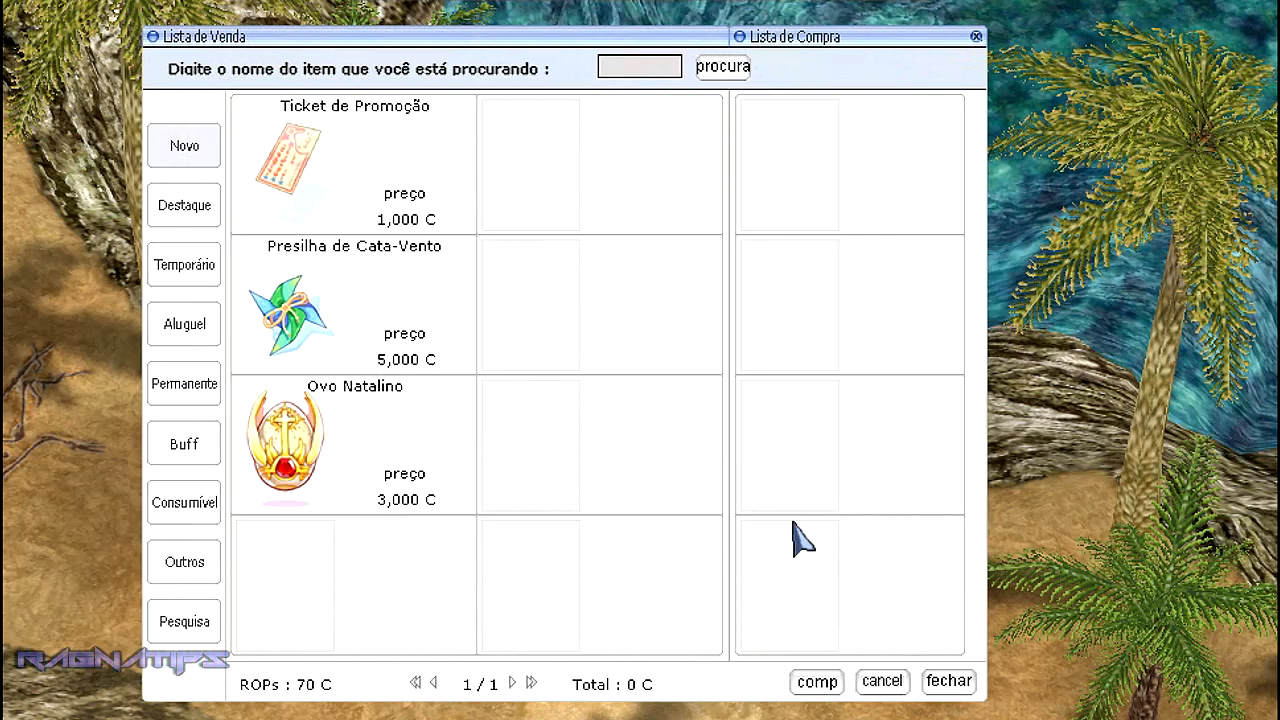 Lista de Venda
Lista de Compra
Digite o nome do item que você está procurando :
procura
Novo
Destaque
Temporário
Aluguel
Permanente
Buff
Consumível
Outros
Pesquisa
Ticket de Promoção
preço
1,000 C
Presilha de Cata-Vento
preço
5,000 C
Ovo Natalino
preço
3,000 C
RAGNATIPS
ROPs : 70 C
1 / 1
Total : 0 C
comp
cancel
fechar